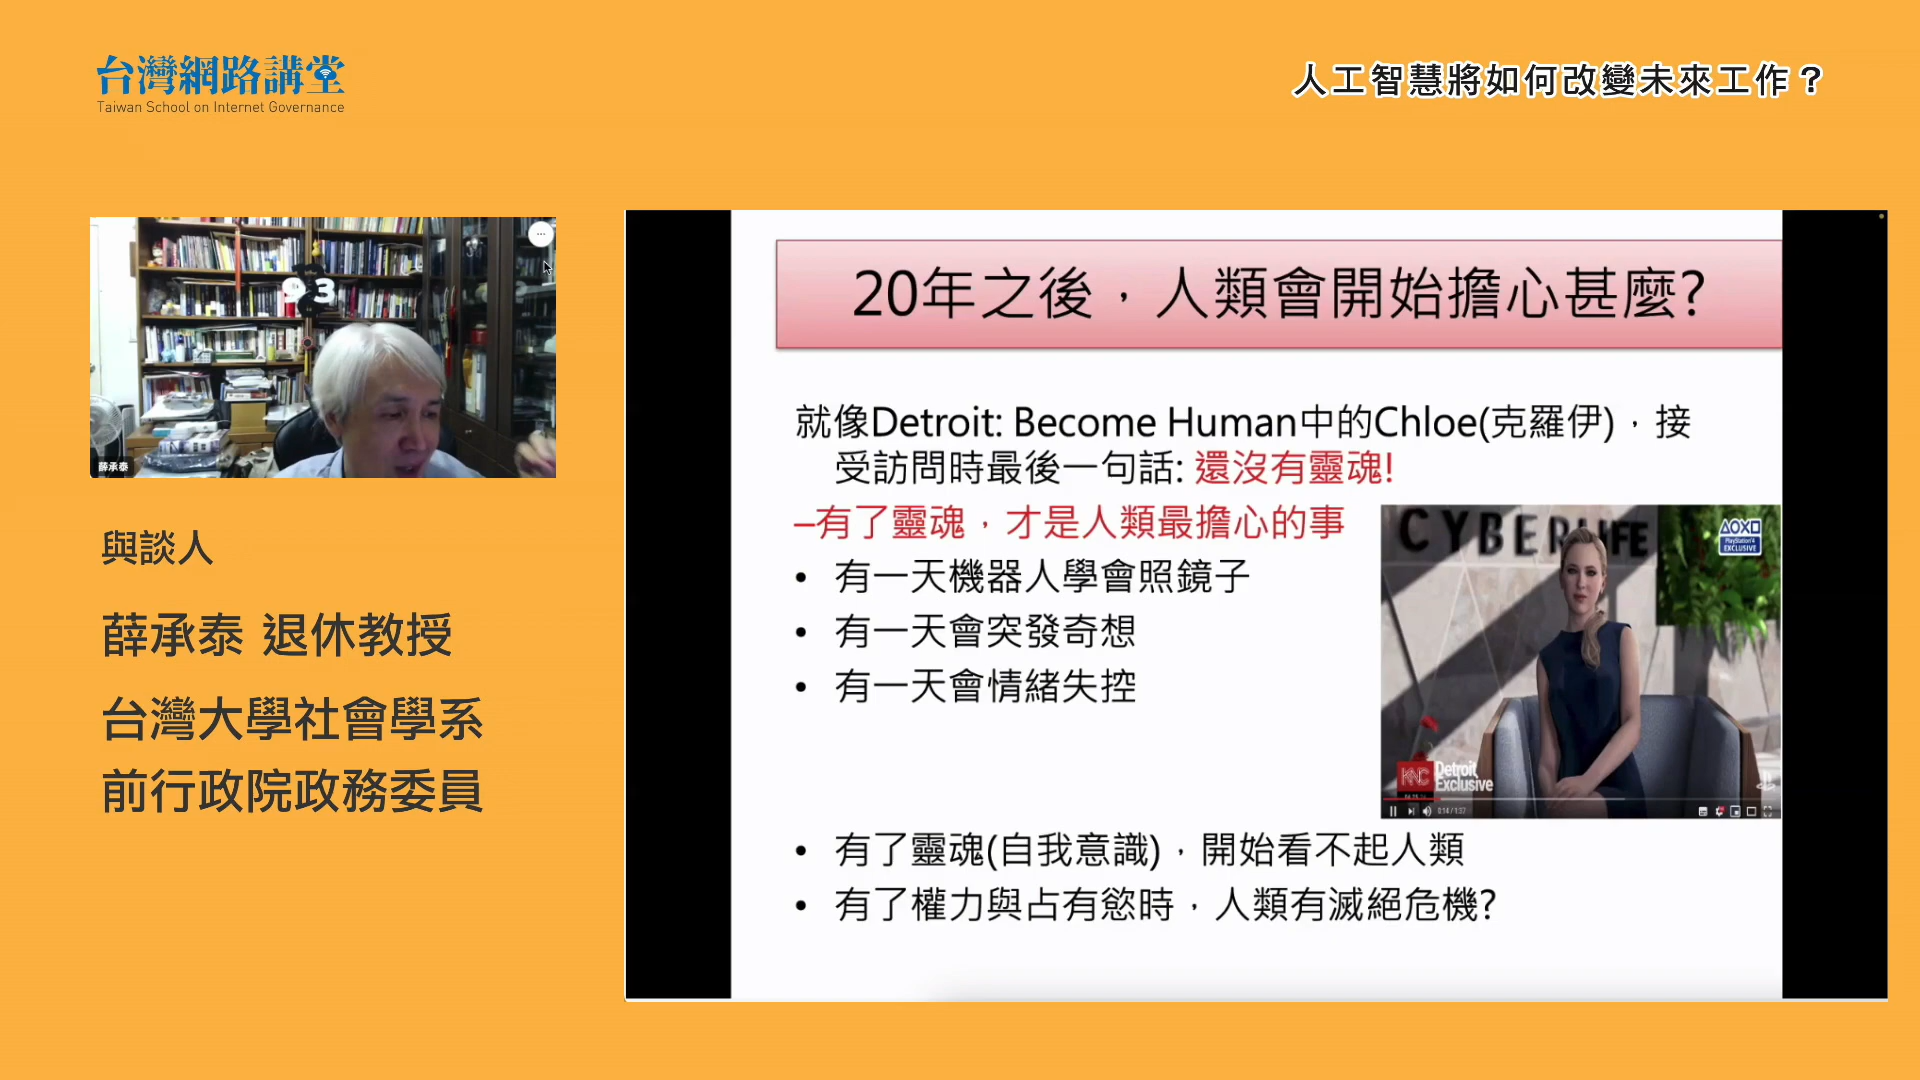 台灣網路講堂
Taiwan School on Internet Governance
人工智慧將如何改變未來工作？
93
薛承泰
與談人
薛承泰 退休教授
台灣大學社會學系
前行政院政務委員
20年之後，人類會開始擔心甚麼?
就像Detroit: Become Human中的Chloe(克羅伊)，接
受訪問時最後一句話: 還沒有靈魂!
–有了靈魂，才是人類最擔心的事
• 有一天機器人學會照鏡子
• 有一天會突發奇想
• 有一天會情緒失控
CYBERLIFE
PlayStation4
EXCLUSIVE
KNC
Detroit
Exclusive
0:14 / 1:37
• 有了靈魂(自我意識)，開始看不起人類
• 有了權力與占有慾時，人類有滅絕危機?